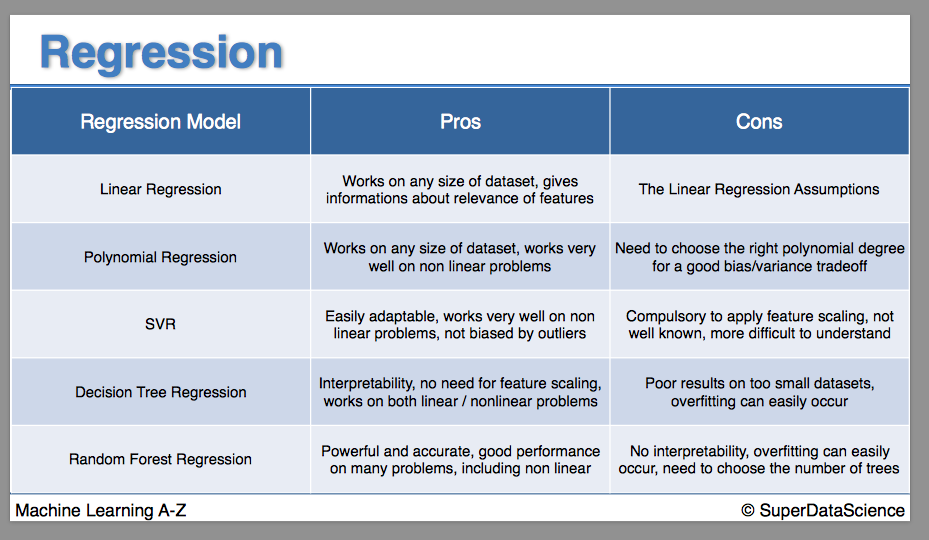 Regression
Regression Model
Pros
Cons
Linear Regression
Works on any size of dataset, gives
informations about relevance of features
The Linear Regression Assumptions
Polynomial Regression
Works on any size of dataset, works very
well on non linear problems
Need to choose the right polynomial degree
for a good bias/variance tradeoff
SVR
Easily adaptable, works very well on non
linear problems, not biased by outliers
Compulsory to apply feature scaling, not
well known, more difficult to understand
Decision Tree Regression
Interpretability, no need for feature scaling,
works on both linear / nonlinear problems
Poor results on too small datasets,
overfitting can easily occur
Random Forest Regression
Powerful and accurate, good performance
on many problems, including non linear
No interpretability, overfitting can easily
occur, need to choose the number of trees
Machine Learning A-Z
© SuperDataScience